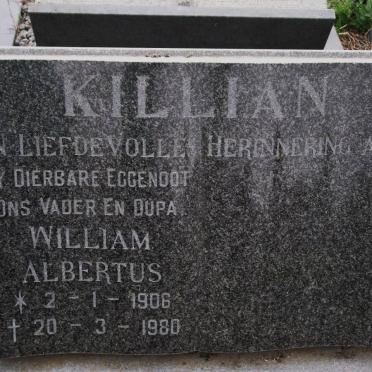 KILLIAN
N LIEFDEVOLLE HERINNERING A
Y DIERBARE EGGENOOT
ONS VADER EN OUPA.
WILLIAM
ALBERTUS
* 2 - 1 - 1906
† 20 - 3 - 1980